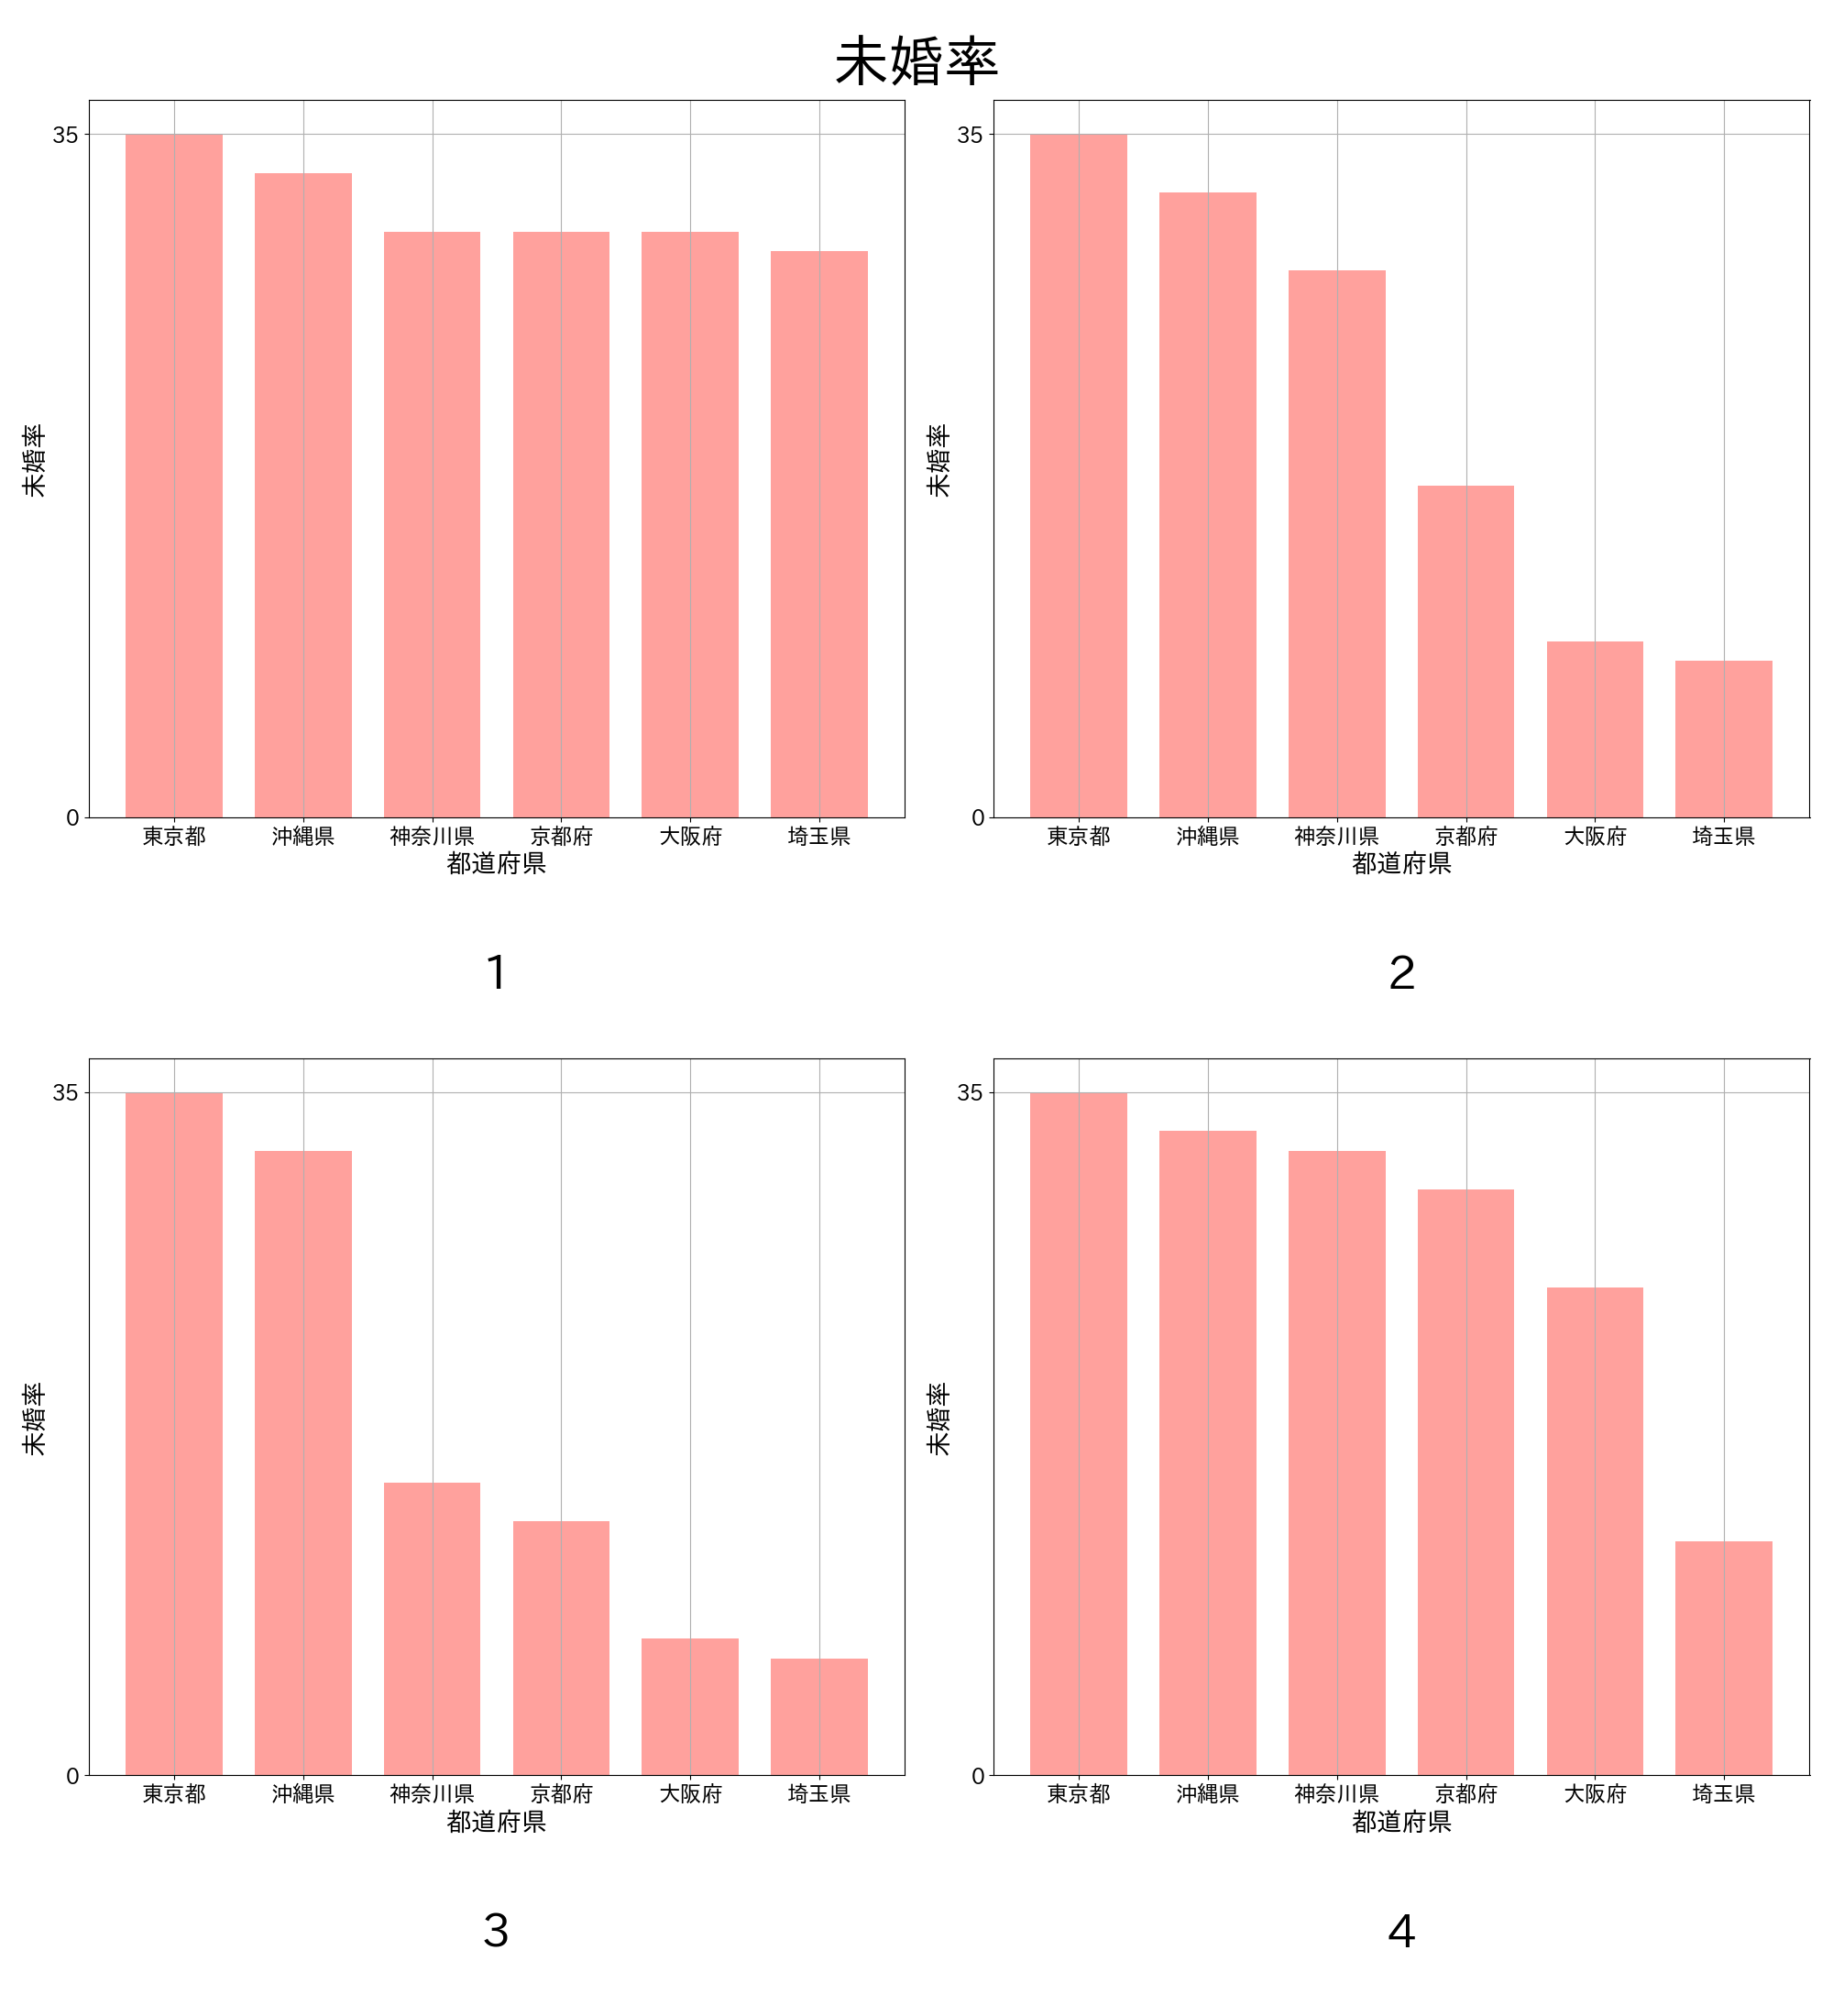 未婚率
35
0
未婚率
東京都 沖縄県 神奈川県 京都府 大阪府 埼玉県
都道府県
1
35
0
未婚率
東京都 沖縄県 神奈川県 京都府 大阪府 埼玉県
都道府県
2
35
0
未婚率
東京都 沖縄県 神奈川県 京都府 大阪府 埼玉県
都道府県
3
35
0
未婚率
東京都 沖縄県 神奈川県 京都府 大阪府 埼玉県
都道府県
4